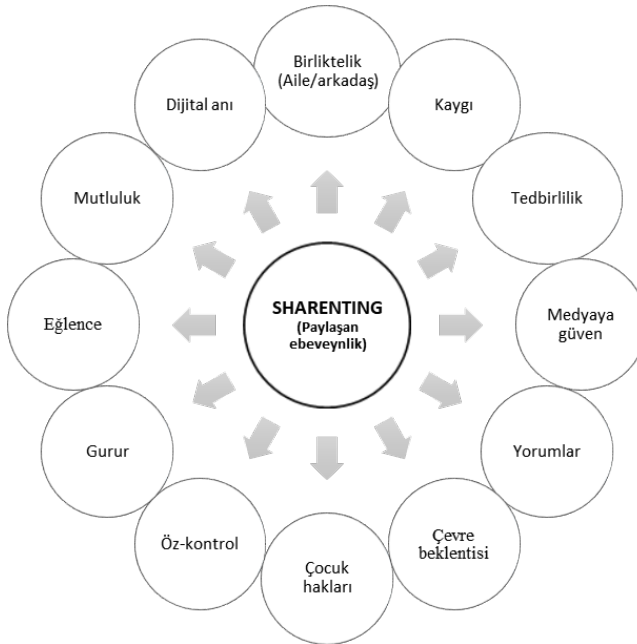 Birliktelik
(Aile/arkadaş)
Kaygı
Tedbirlilik
Medyaya
güven
Yorumlar
Çevre
beklentisi
Çocuk
hakları
Öz-kontrol
Gurur
Eğlence
Mutluluk
Dijital anı
SHARENTING
(Paylaşan
ebeveynlik)